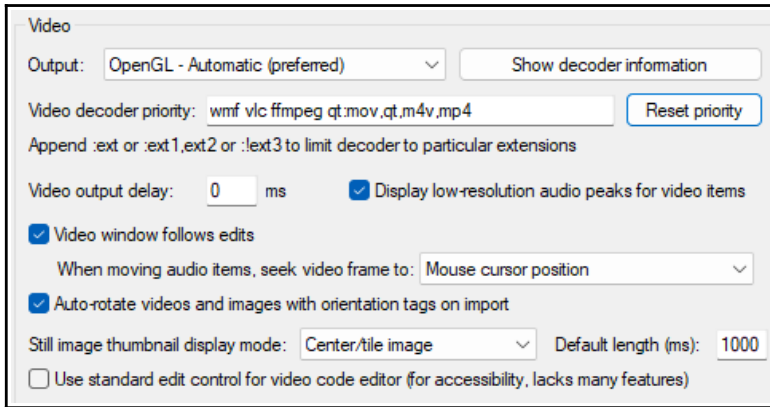 Video
Output: OpenGL - Automatic (preferred) Show decoder information
Video decoder priority: wmf vlc ffmpeg qt:mov,qt,m4v,mp4 Reset priority
Append :ext or :ext1,ext2 or :!ext3 to limit decoder to particular extensions
Video output delay: 0 ms Display low-resolution audio peaks for video items
Video window follows edits
When moving audio items, seek video frame to: Mouse cursor position
Auto-rotate videos and images with orientation tags on import
Still image thumbnail display mode: Center/tile image Default length (ms): 1000
Use standard edit control for video code editor (for accessibility, lacks many features)